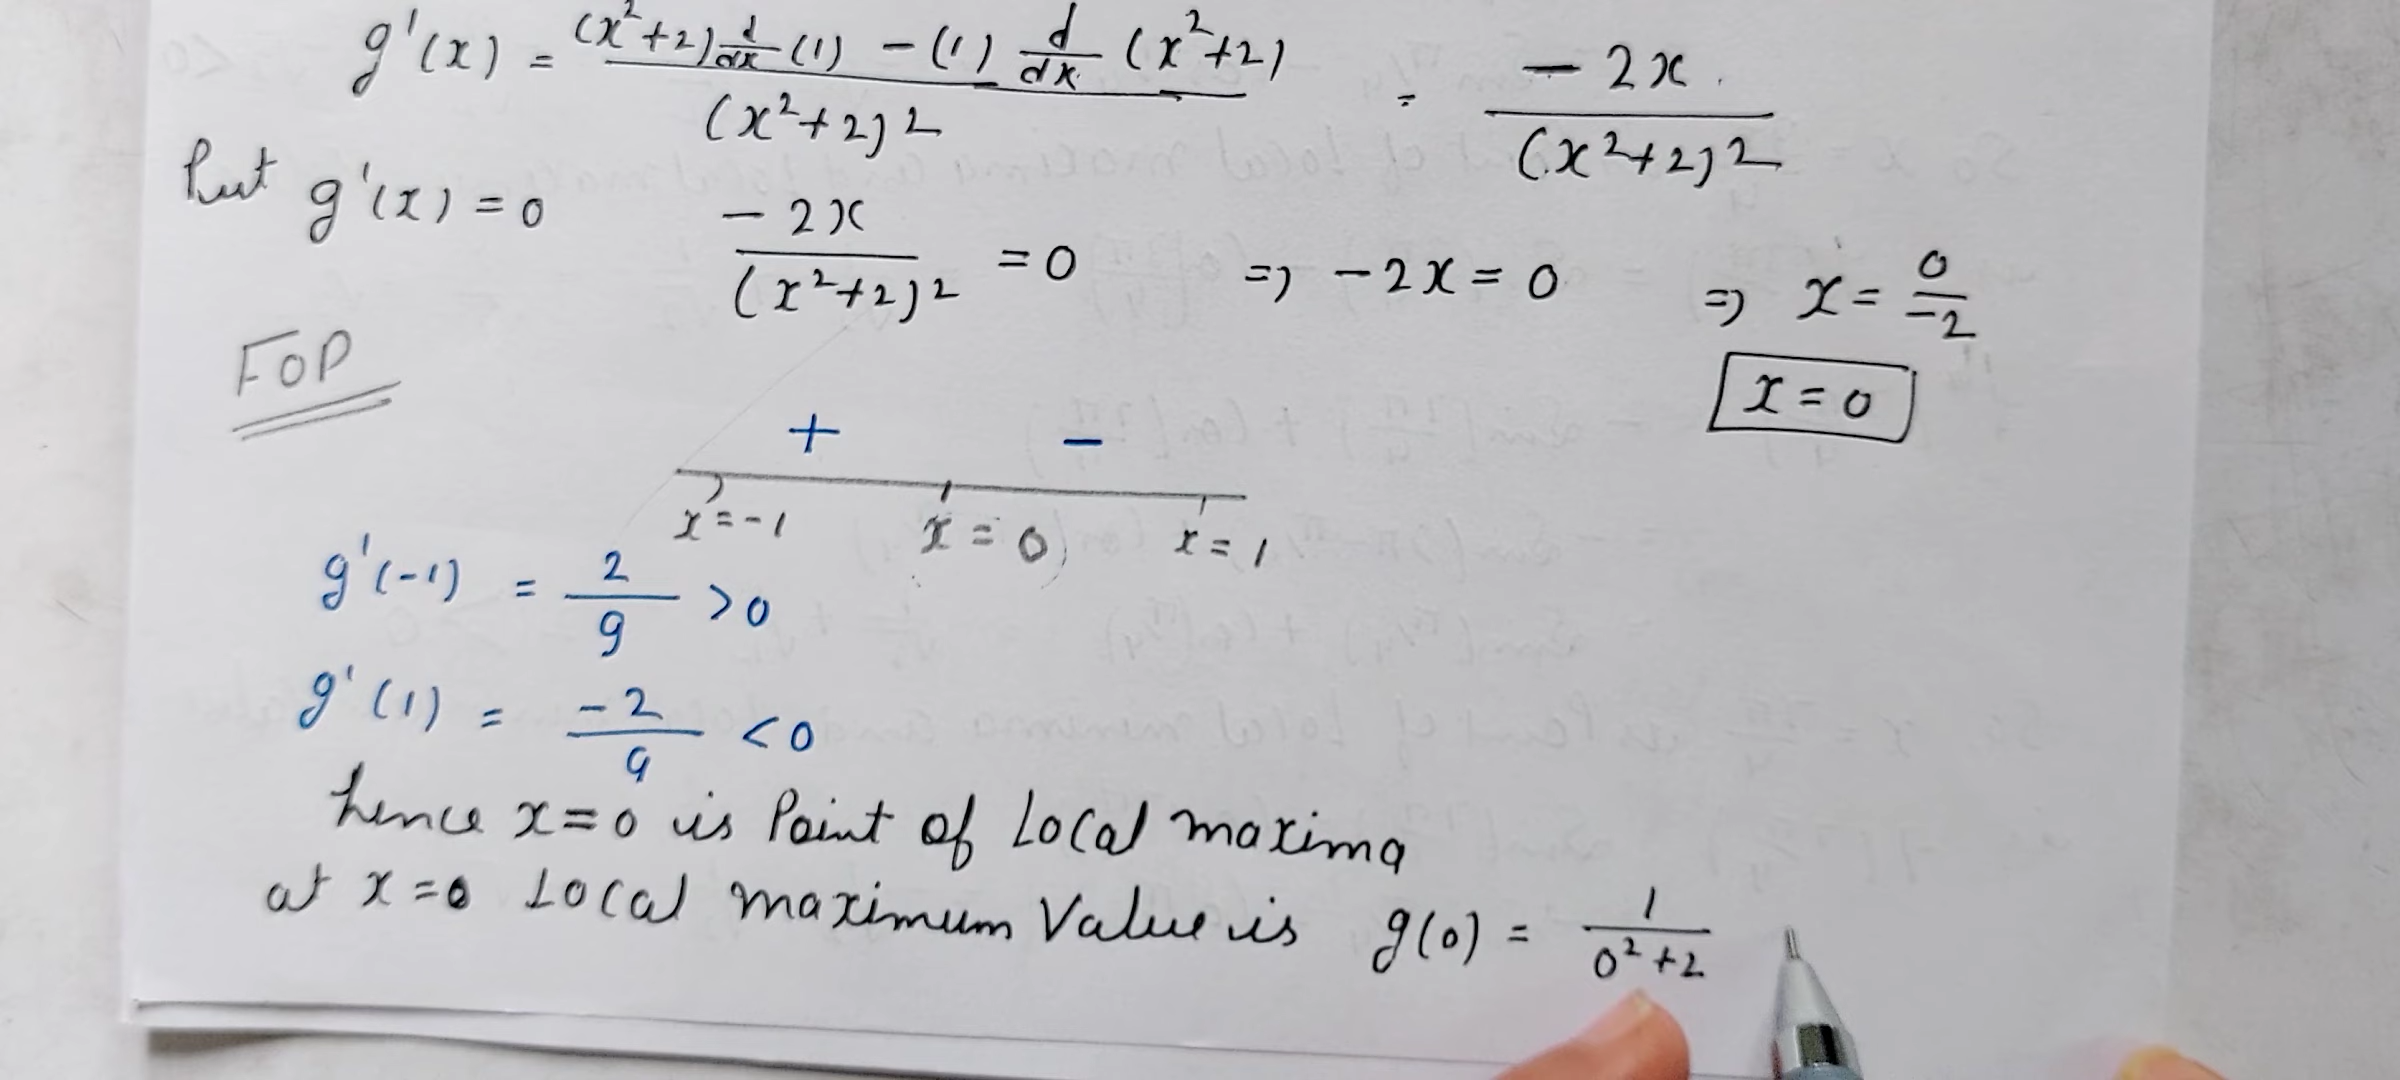 g'(x) = (x²+2) d/dx (1) - (1) d/dx (x²+2) / (x²+2)² = - 2x / (x²+2)²
Put g'(x) = 0 - 2x / (x²+2)² = 0 => - 2x = 0 => x = 0/-2
FOP
x = 0
+ -
x = -1 x = 0 x = 1
g'(-1) = 2/9 >0
g'(1) = -2/9 <0
hence x=0 is Point of Local maxima
at x=0 Local maximum Value is g(0) = 1/0²+2